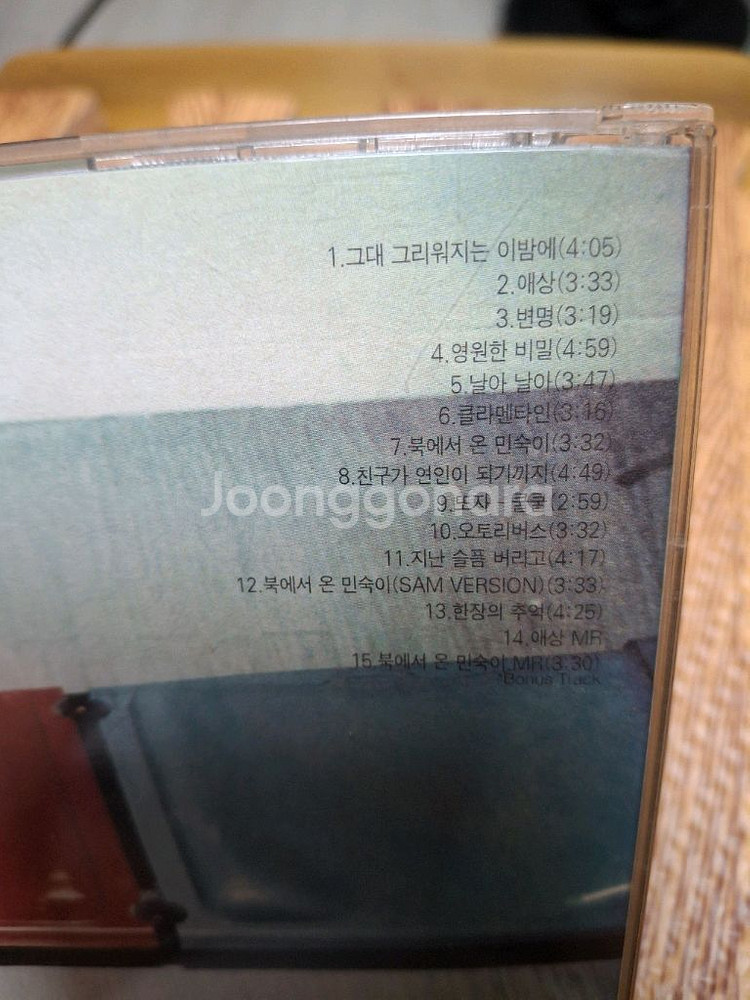 1.그대 그리워지는 이밤에(4:05)
2.애상(3:33)
3.변명(3:19)
4.영원한 비밀(4:59)
5.날아 날아(3:47)
6.클라멘타인(3:16)
7.북에서 온 민숙이(3:32)
8.친구가 연인이 되기까지(4:49)
Joonggonara
9.또자 쿨쿨(2:59)
10.오토리버스(3:32)
11.지난 슬픔 버리고(4:17)
12.북에서 온 민숙이(SAM VERSION)(3:33)
13.한장의 추억(4:25)
14.애상 MR
15.북에서 온 민숙이 MR(3:30)
*Bonus Track